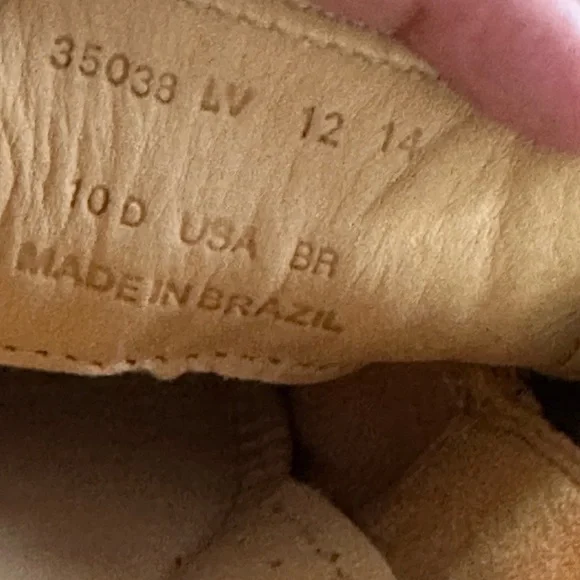 35038 LV 12 14
10 D USA BR
MADE IN BRAZIL